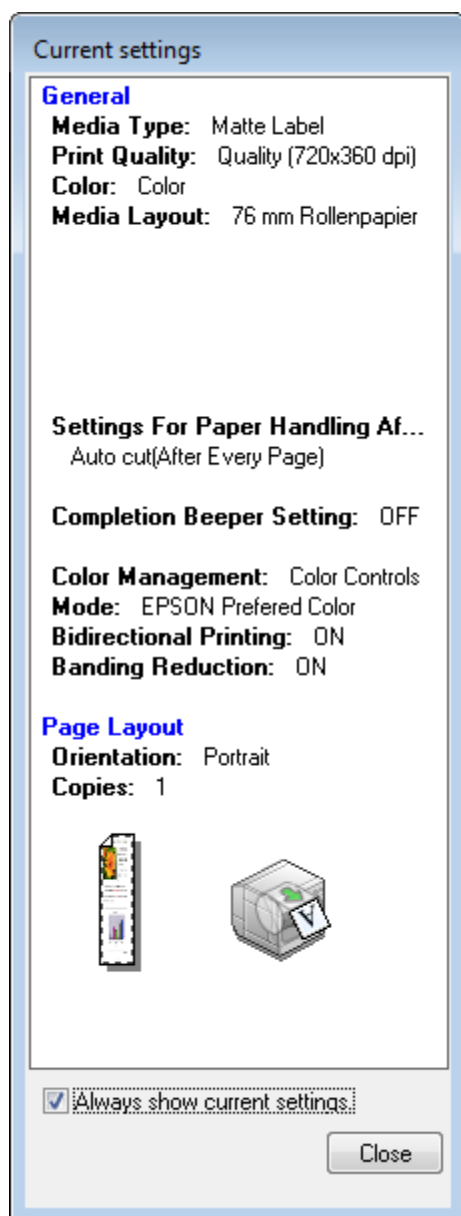 Current settings
General
Media Type: Matte Label
Print Quality: Quality (720x360 dpi)
Color: Color
Media Layout: 76 mm Rollenpapier
Settings For Paper Handling Af...
Auto cut(After Every Page)
Completion Beeper Setting: OFF
Color Management: Color Controls
Mode: EPSON Prefered Color
Bidirectional Printing: ON
Banding Reduction: ON
Page Layout
Orientation: Portrait
Copies: 1
A
Always show current settings.
Close